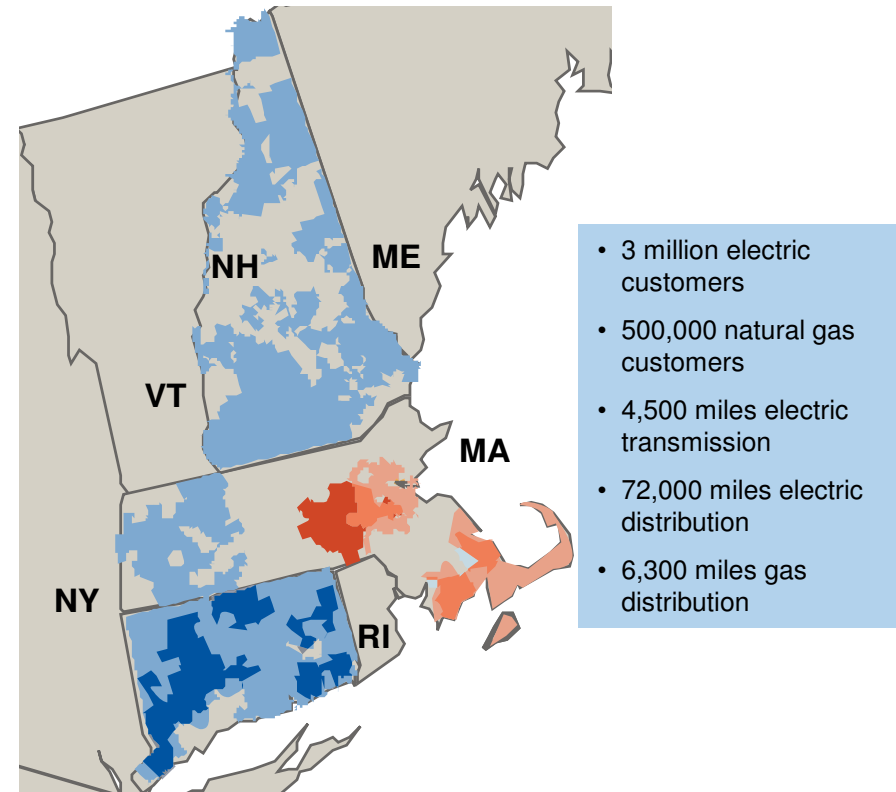 NH
ME
VT
MA
NY
RI
• 3 million electric
customers
• 500,000 natural gas
customers
• 4,500 miles electric
transmission
• 72,000 miles electric
distribution
• 6,300 miles gas
distribution